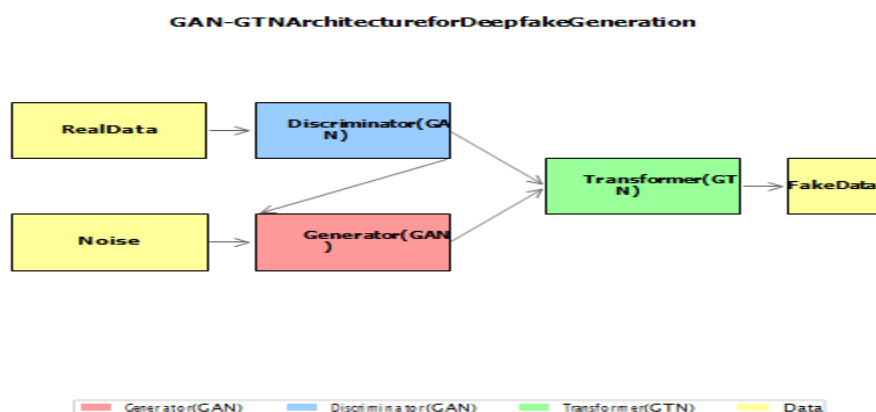 GAN-GTNArchitectureforDeepfakeGeneration
RealData
Discriminator(GA
N)
Transformer(GT
N)
FakeData
Noise
Generator(GAN
)
Generator(GAN)
Discriminator(GAN)
Transformer(GTN)
Data